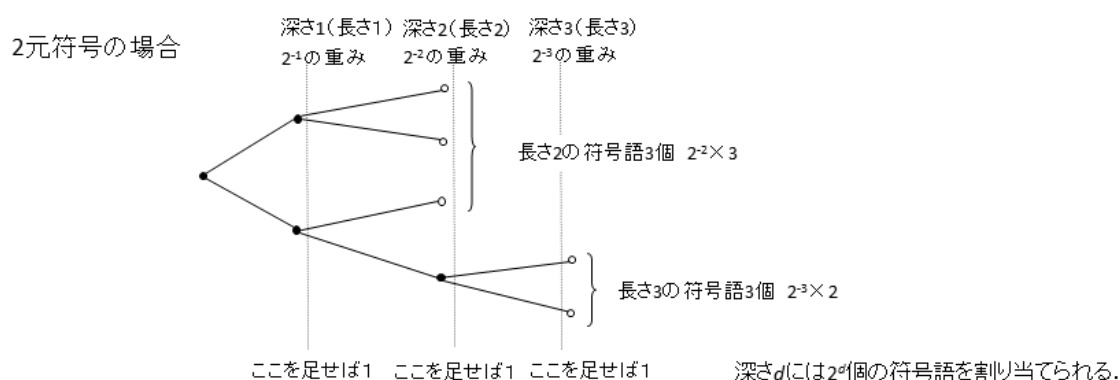 2元符号の場合
深さ1(長さ1) 深さ2(長さ2) 深さ3(長さ3)
2⁻¹の重み 2⁻²の重み 2⁻³の重み
長さ2の符号語3個 2⁻²×3
長さ3の符号語3個 2⁻³×2
ここを足せば1 ここを足せば1 ここを足せば1 深さdには2ᵈ個の符号語を割り当てられる.